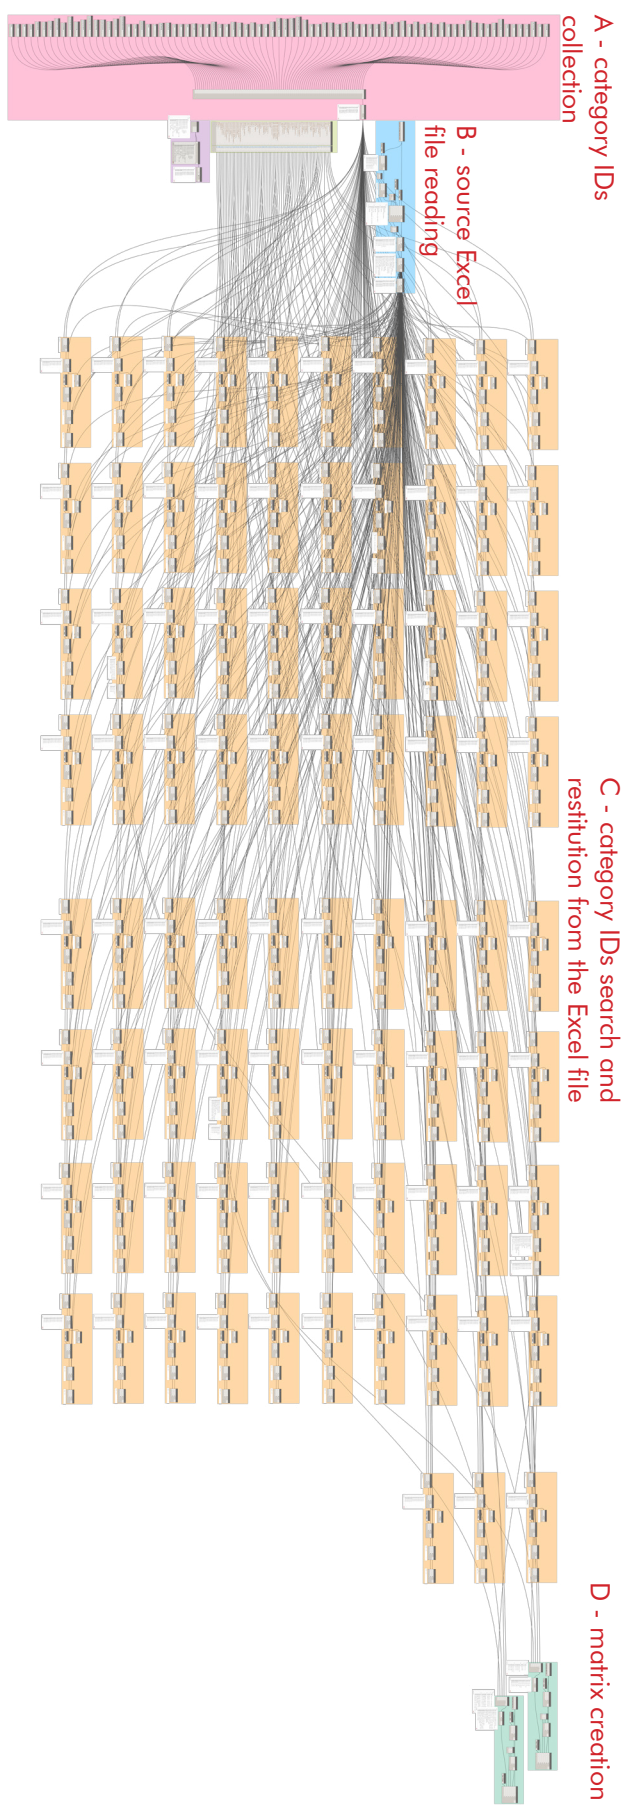 A - category IDs
collection
B - source Excel
file reading
C - category IDs search and
restitution from the Excel file
D - matrix creation